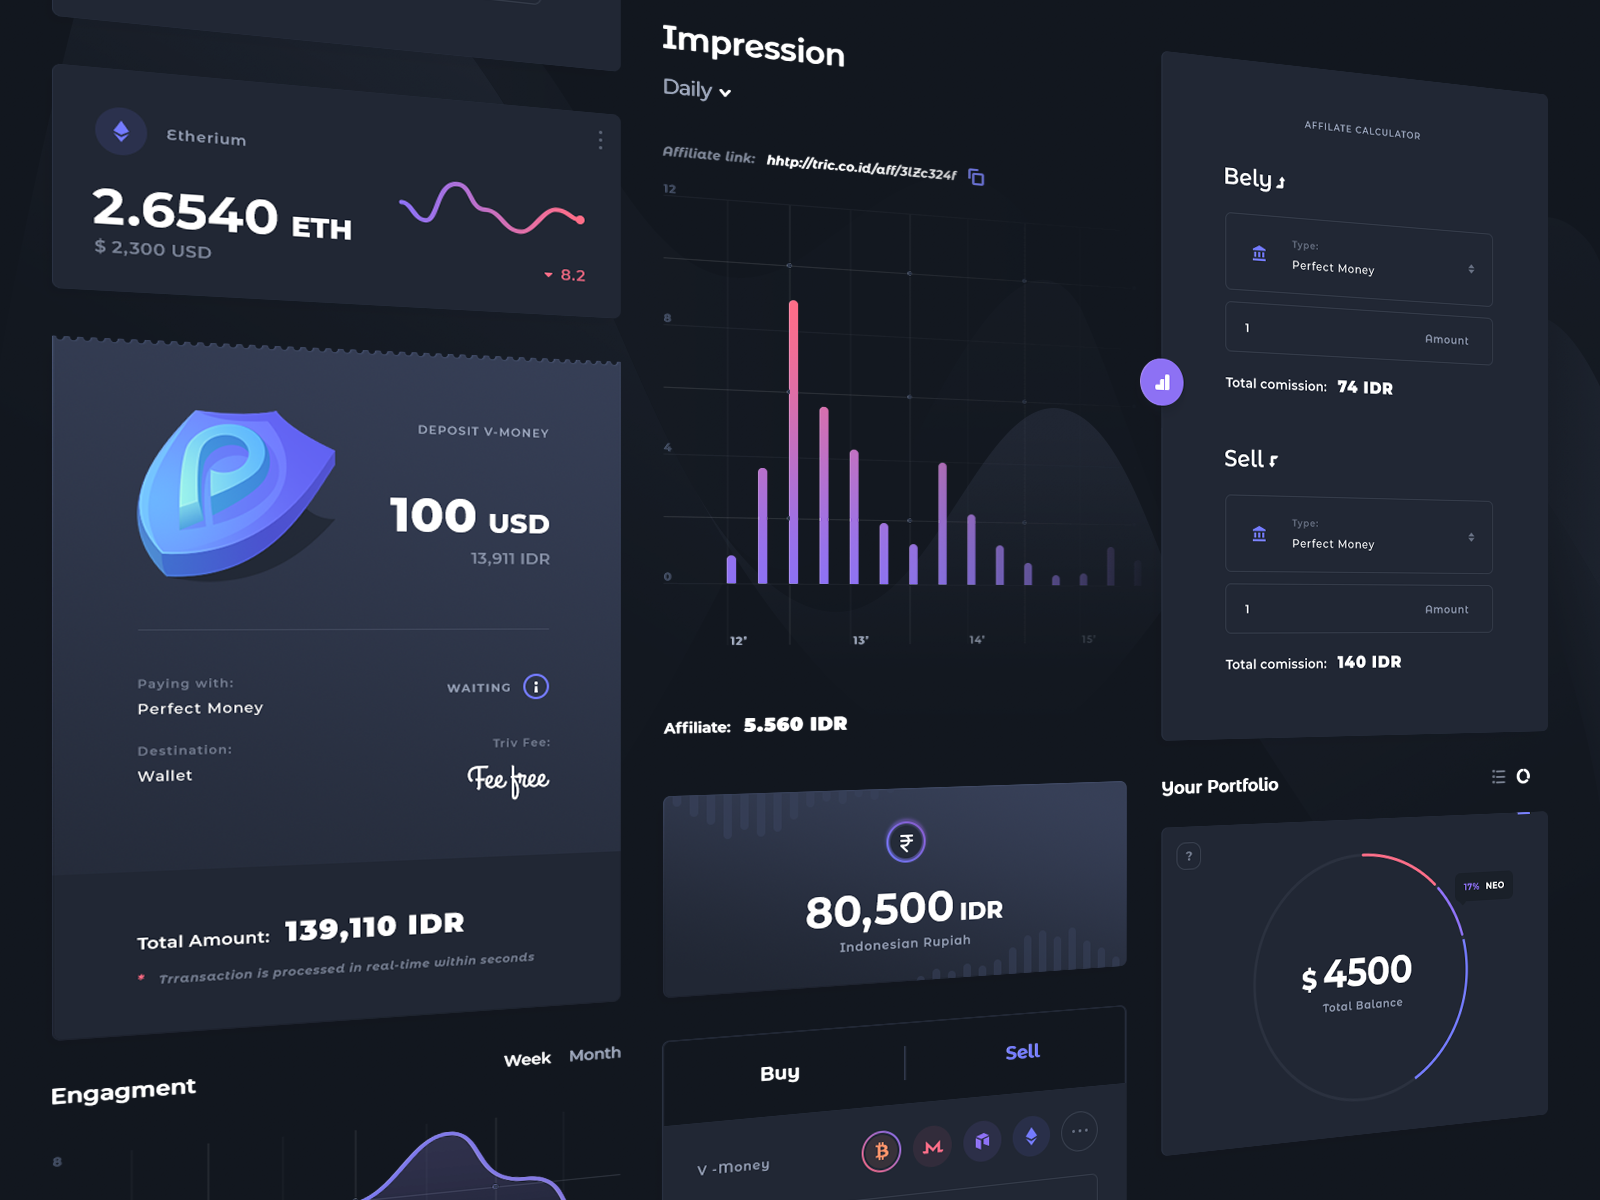 Etherium
2.6540 ETH
$ 2,300 USD
8.2
DEPOSIT V-MONEY
100 USD
13,911 IDR
Paying with:
Perfect Money
WAITING
Destination:
Wallet
Triv Fee:
Fee free
Total Amount: 139,110 IDR
* Trransaction is processed in real-time within seconds
Engagment
Week Month
8
Impression
Daily
Affiliate link: hhtp://tric.co.id/aff/3lZc324f
12
8
4
0
12' 13' 14' 15'
Affiliate: 5.560 IDR
₹
80,500 IDR
Indonesian Rupiah
Buy
Sell
V -Money
AFFILATE CALCULATOR
Bely
Type:
Perfect Money
1 Amount
Total comission: 74 IDR
Sell
Type:
Perfect Money
1 Amount
Total comission: 140 IDR
Your Portfolio
?
17% NEO
$ 4500
Total Balance